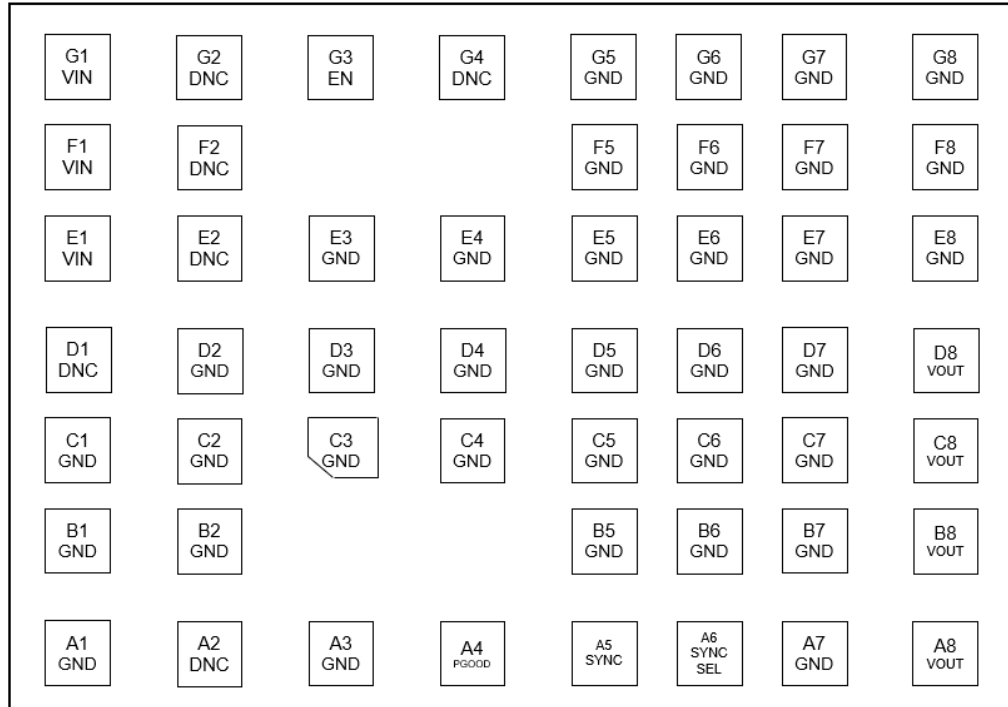 G1 G2 G3 G4 G5 G6 G7 G8
VIN DNC EN DNC GND GND GND GND
F1 F2 F5 F6 F7 F8
VIN DNC GND GND GND GND
E1 E2 E3 E4 E5 E6 E7 E8
VIN DNC GND GND GND GND GND GND
D1 D2 D3 D4 D5 D6 D7 D8
DNC GND GND GND GND GND GND VOUT
C1 C2 C3 C4 C5 C6 C7 C8
GND GND GND GND GND GND GND VOUT
B1 B2 B5 B6 B7 B8
GND GND GND GND GND VOUT
A1 A2 A3 A4 A5 A6 A7 A8
GND DNC GND PGOOD SYNC SYNC GND VOUT
SEL